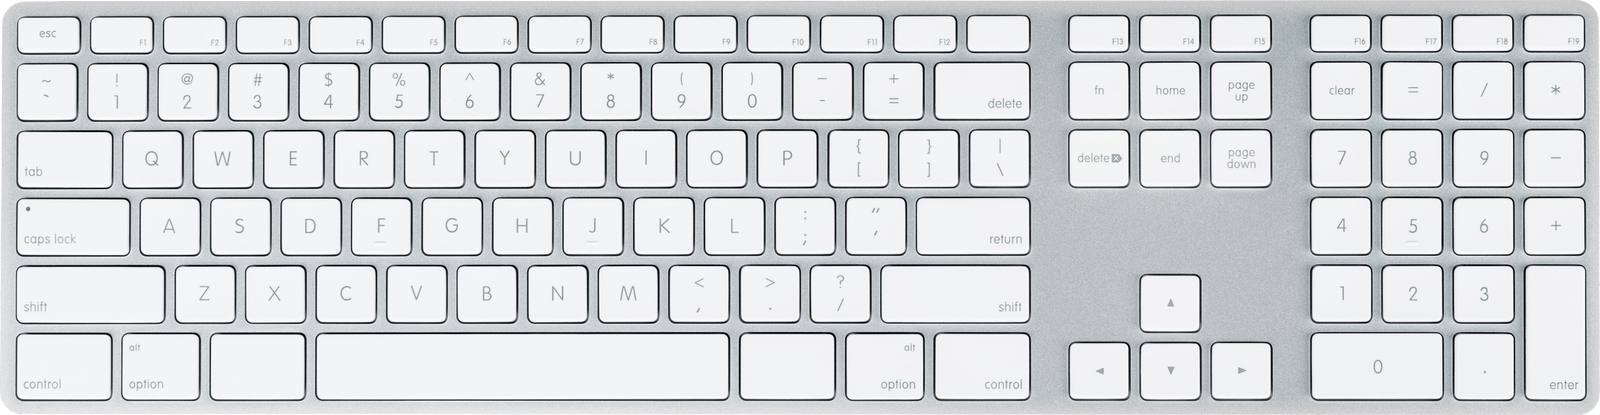 esc F1 F2 F3 F4 F5 F6 F7 F8 F9 F10 F11 F12 F13 F14 F15 F16 F17 F18 F19
~ ! @ # $ % ^ & * ( ) _ +
` 1 2 3 4 5 6 7 8 9 0 - = delete fn home page up clear = / *
tab Q W E R T Y U I O P { [ } ] | \ delete end page down 7 8 9 -
caps lock A S D F G H J K L : ; " ' return 4 5 6 +
shift Z X C V B N M < , > . ? / shift ▲ 1 2 3
control alt option alt option control ◄ ▼ ► 0 . enter